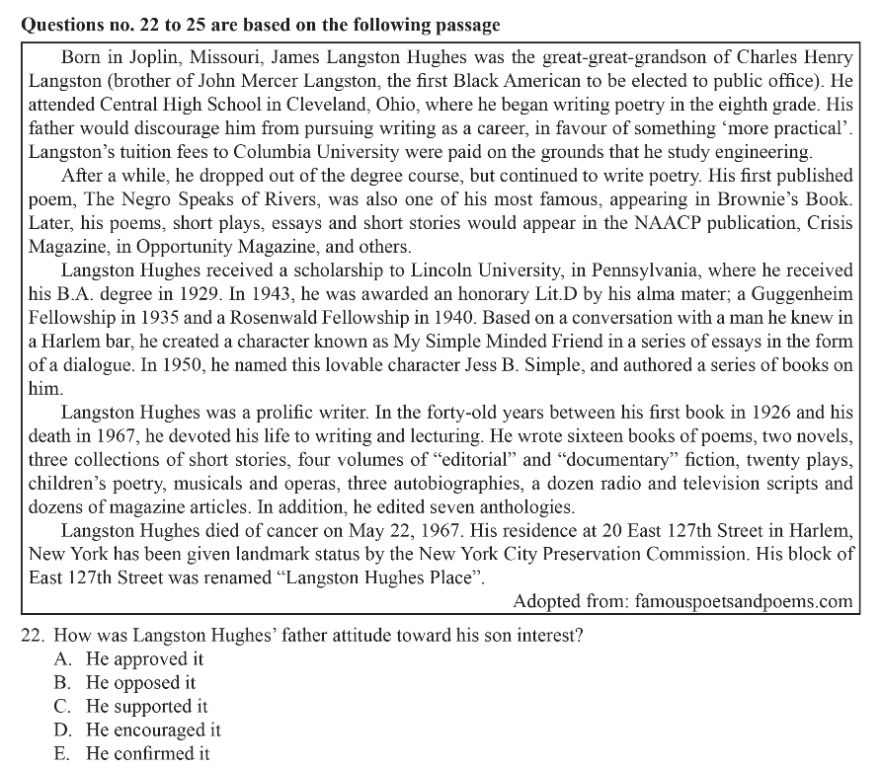 Questions no. 22 to 25 are based on the following passage
Born in Joplin, Missouri, James Langston Hughes was the great-great-grandson of Charles Henry
Langston (brother of John Mercer Langston, the first Black American to be elected to public office). He
attended Central High School in Cleveland, Ohio, where he began writing poetry in the eighth grade. His
father would discourage him from pursuing writing as a career, in favour of something ‘more practical’.
Langston’s tuition fees to Columbia University were paid on the grounds that he study engineering.
After a while, he dropped out of the degree course, but continued to write poetry. His first published
poem, The Negro Speaks of Rivers, was also one of his most famous, appearing in Brownie’s Book.
Later, his poems, short plays, essays and short stories would appear in the NAACP publication, Crisis
Magazine, in Opportunity Magazine, and others.
Langston Hughes received a scholarship to Lincoln University, in Pennsylvania, where he received
his B.A. degree in 1929. In 1943, he was awarded an honorary Lit.D by his alma mater; a Guggenheim
Fellowship in 1935 and a Rosenwald Fellowship in 1940. Based on a conversation with a man he knew in
a Harlem bar, he created a character known as My Simple Minded Friend in a series of essays in the form
of a dialogue. In 1950, he named this lovable character Jess B. Simple, and authored a series of books on
him.
Langston Hughes was a prolific writer. In the forty-old years between his first book in 1926 and his
death in 1967, he devoted his life to writing and lecturing. He wrote sixteen books of poems, two novels,
three collections of short stories, four volumes of “editorial” and “documentary” fiction, twenty plays,
children’s poetry, musicals and operas, three autobiographies, a dozen radio and television scripts and
dozens of magazine articles. In addition, he edited seven anthologies.
Langston Hughes died of cancer on May 22, 1967. His residence at 20 East 127th Street in Harlem,
New York has been given landmark status by the New York City Preservation Commission. His block of
East 127th Street was renamed “Langston Hughes Place”.
Adopted from: famouspoetsandpoems.com
22. How was Langston Hughes’ father attitude toward his son interest?
A. He approved it
B. He opposed it
C. He supported it
D. He encouraged it
E. He confirmed it